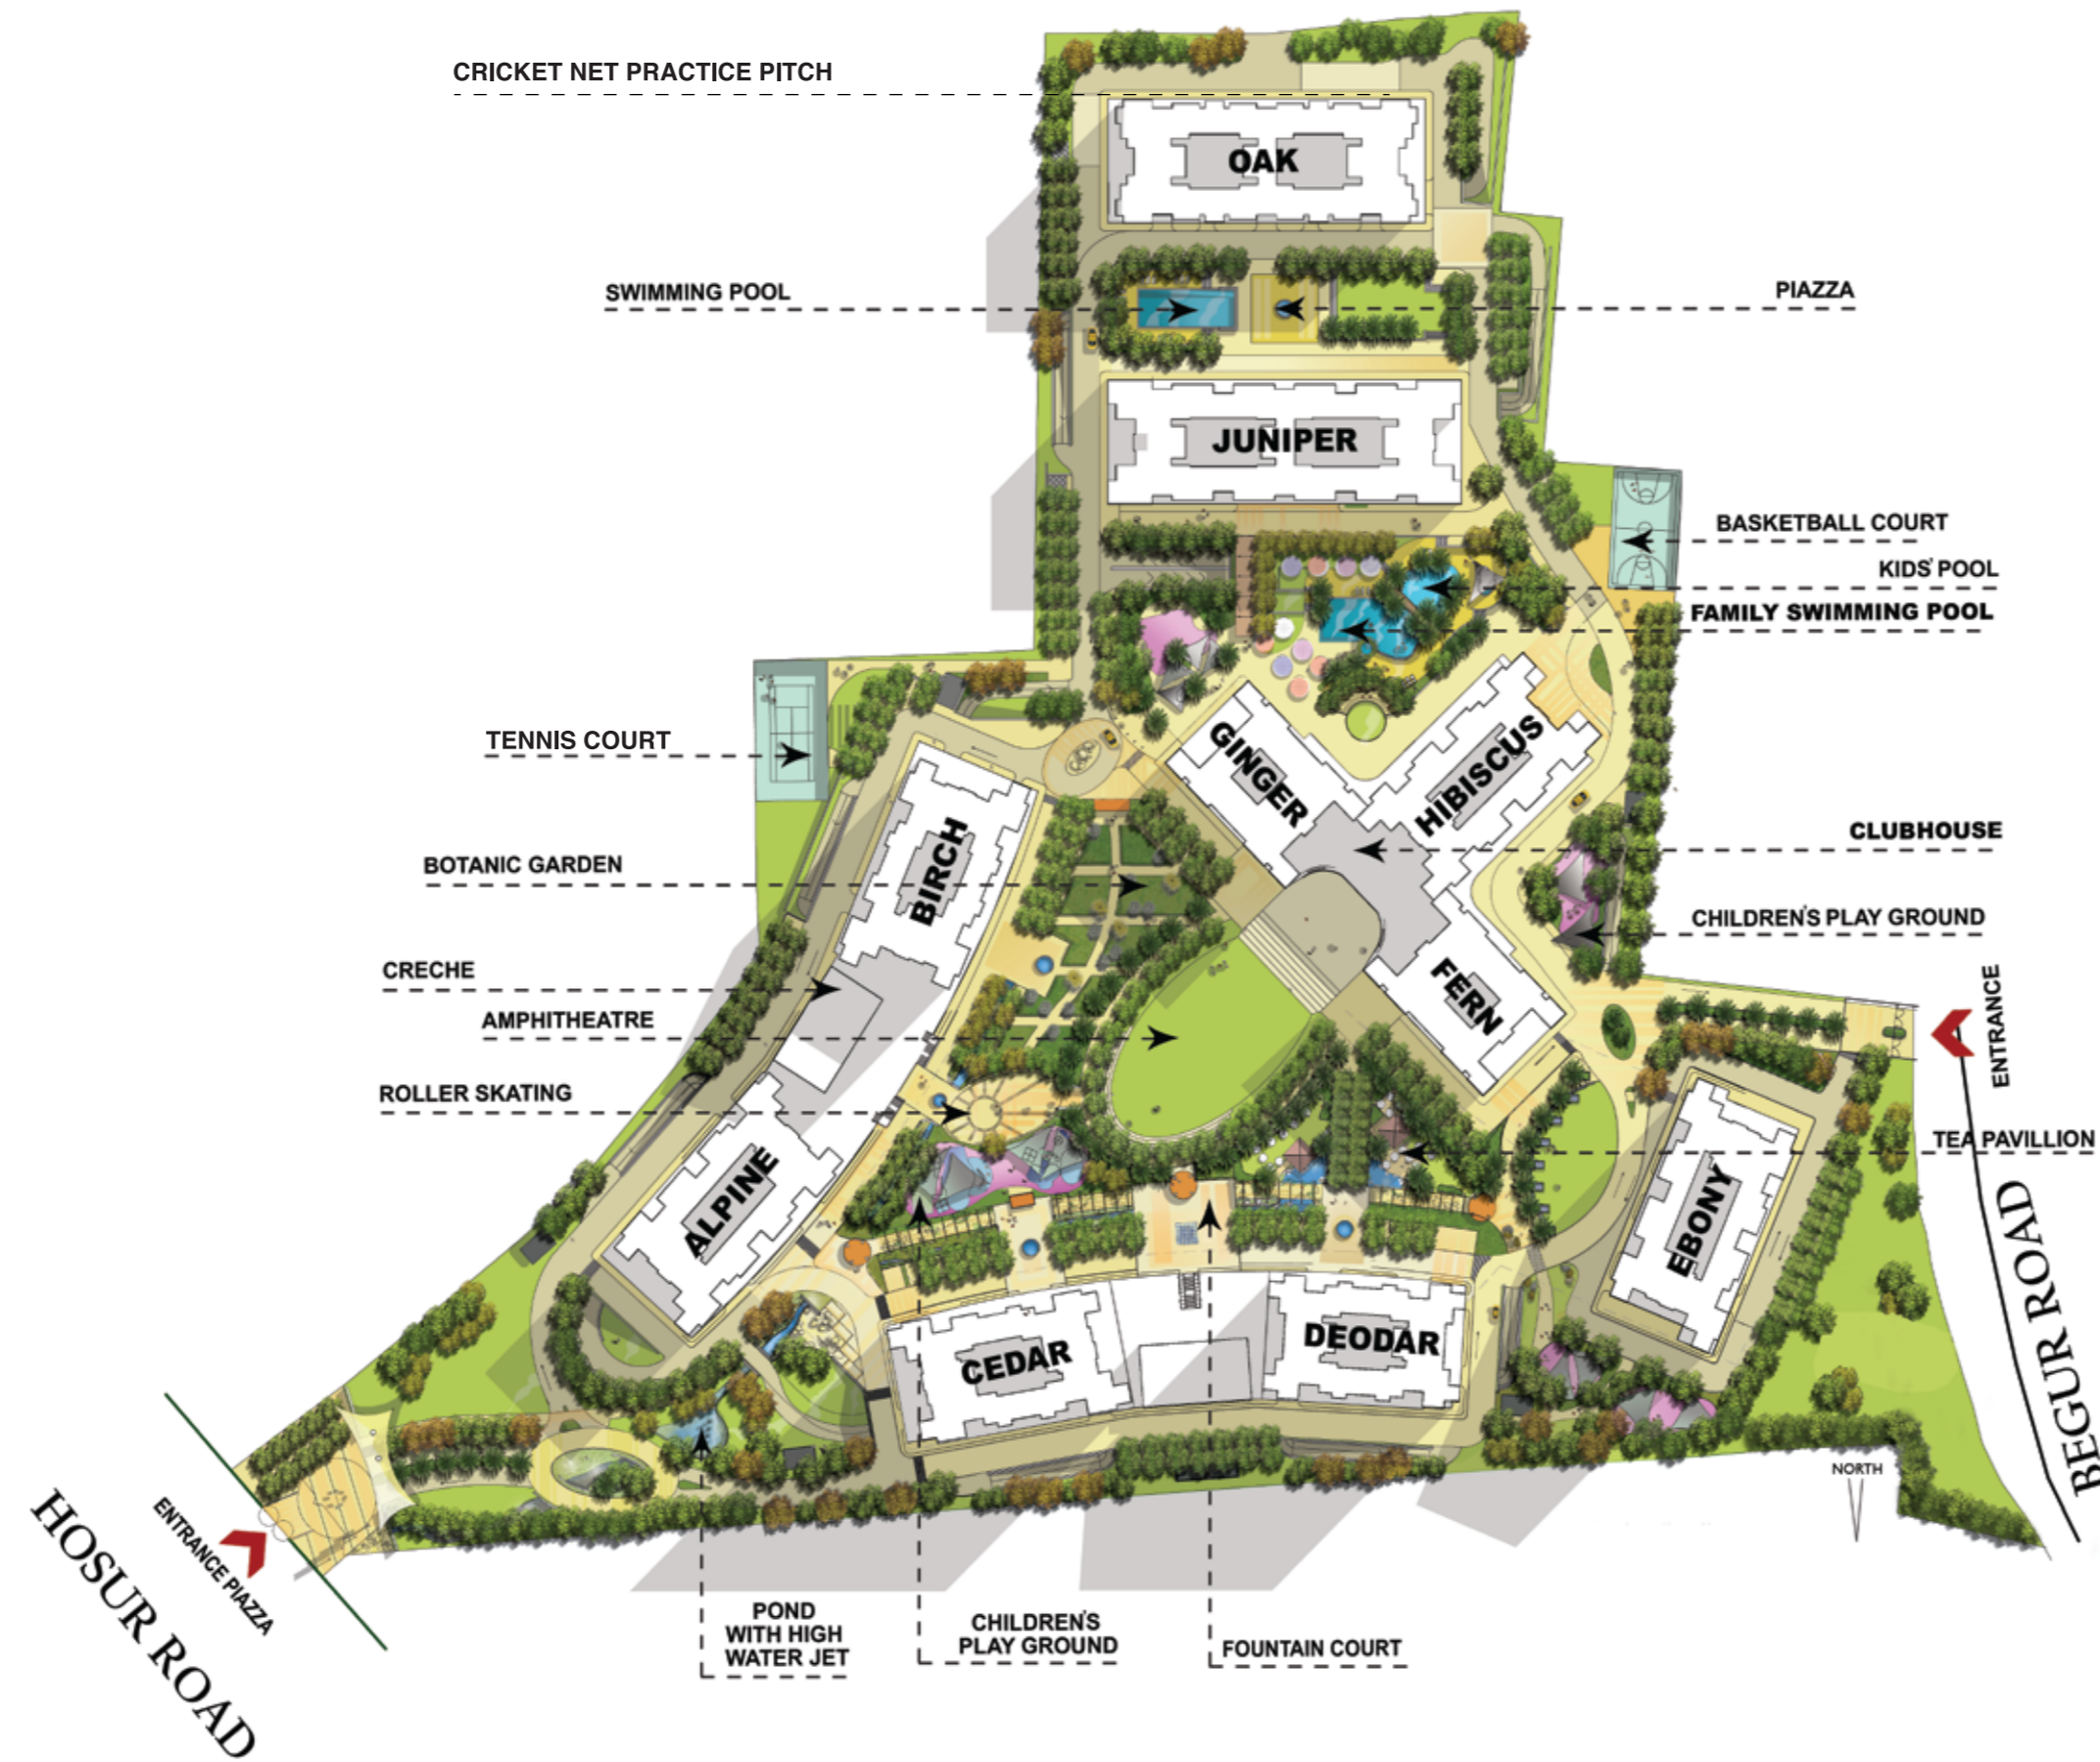 CRICKET NET PRACTICE PITCH
OAK
SWIMMING POOL
PIAZZA
JUNIPER
BASKETBALL COURT
KIDS' POOL
FAMILY SWIMMING POOL
TENNIS COURT
GINGER
HIBISCUS
CLUBHOUSE
BIRCH
BOTANIC GARDEN
CHILDREN'S PLAY GROUND
CRECHE
FERN
AMPHITHEATRE
ENTRANCE
ROLLER SKATING
TEA PAVILLION
ALPINE
EBONY
BEGUR ROAD
CEDAR
DEODAR
NORTH
ENTRANCE PIAZZA
HOSUR ROAD
POND
WITH HIGH
WATER JET
CHILDREN'S
PLAY GROUND
FOUNTAIN COURT